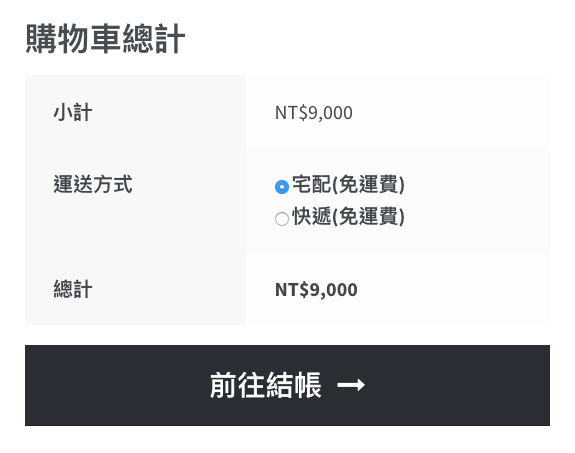 購物車總計
小計 NT$9,000
運送方式 宅配(免運費)
快遞(免運費)
總計 NT$9,000
前往結帳 →